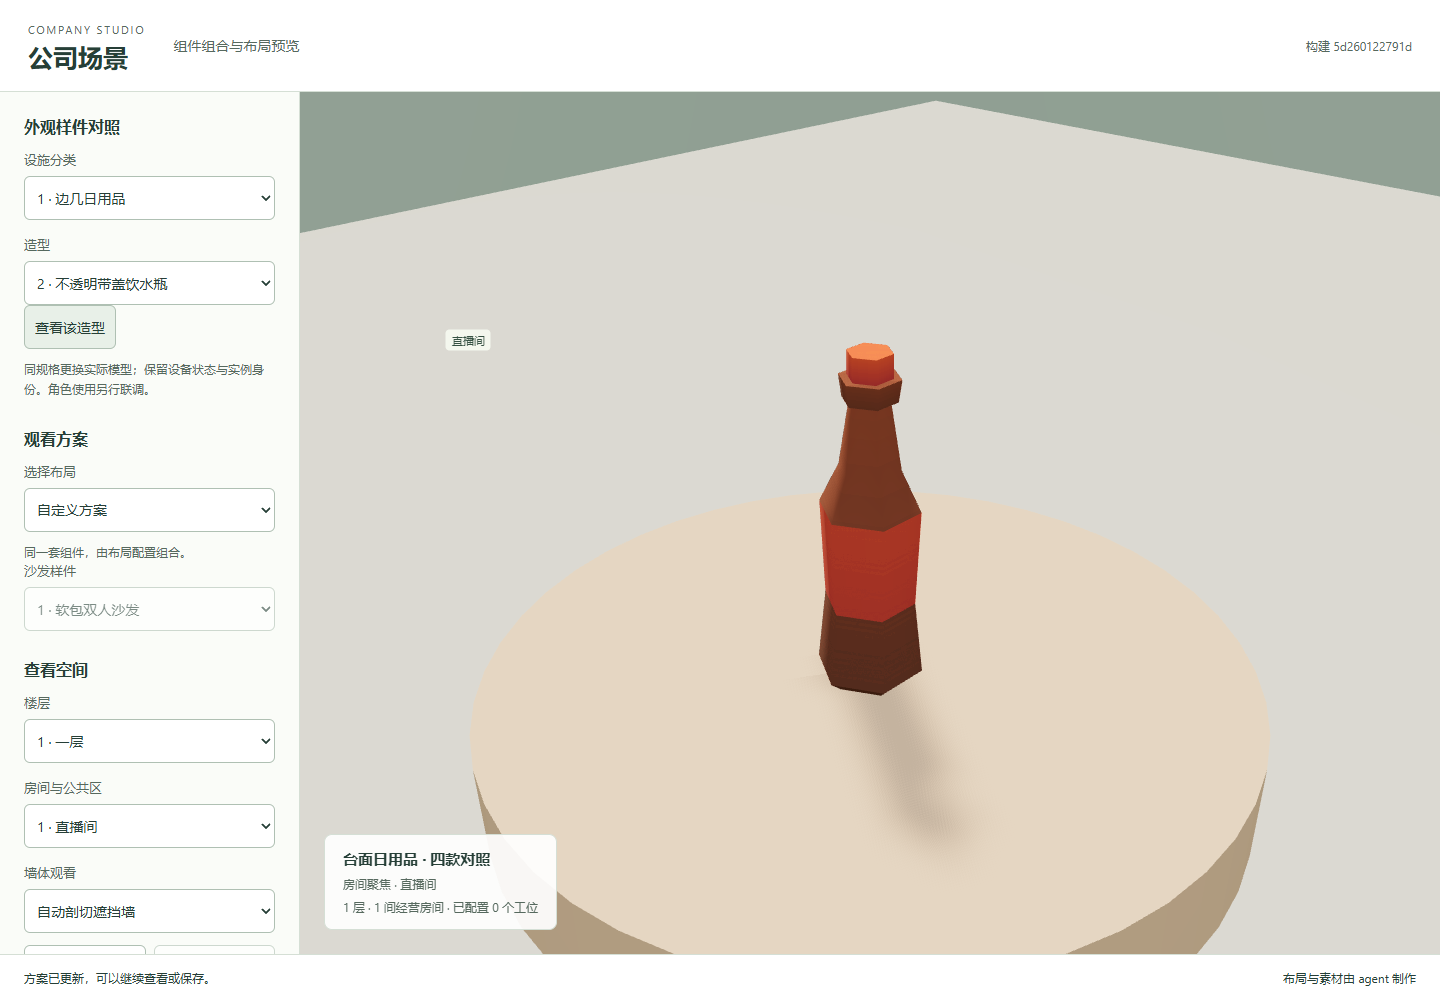 COMPANY STUDIO
公司场景
组件组合与布局预览
构建 5d260122791d
外观样件对照
设施分类
1 · 边几日用品
造型
2 · 不透明带盖饮水瓶
查看该造型
同规格更换实际模型；保留设备状态与实例身
份。角色使用另行联调。
观看方案
选择布局
自定义方案
同一套组件，由布局配置组合。
沙发样件
1 · 软包双人沙发
查看空间
楼层
1 · 一层
房间与公共区
1 · 直播间
墙体观看
自动剖切遮挡墙
直播间
台面日用品 · 四款对照
房间聚焦 · 直播间
1 层 · 1 间经营房间 · 已配置 0 个工位
方案已更新，可以继续查看或保存。
布局与素材由 agent 制作